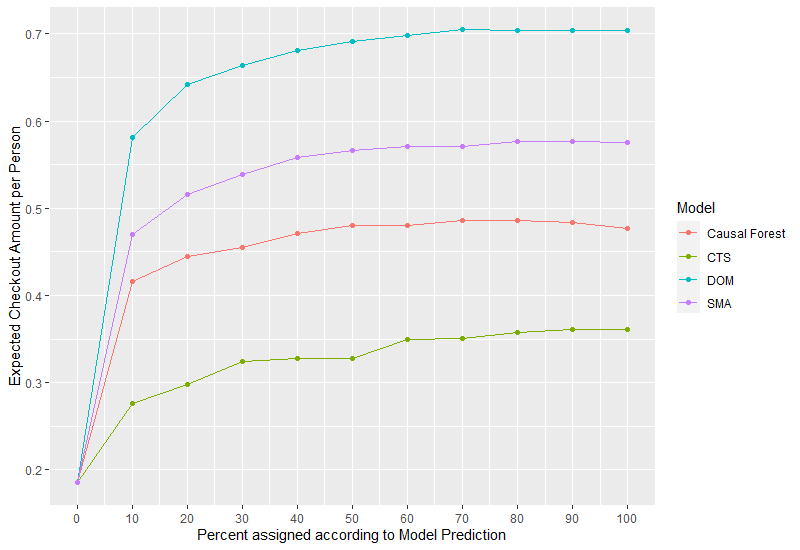 Expected Checkout Amount per Person
0.7
0.6
0.5
0.4
0.3
0.2
0 10 20 30 40 50 60 70 80 90 100
Percent assigned according to Model Prediction
Model
Causal Forest
CTS
DOM
SMA